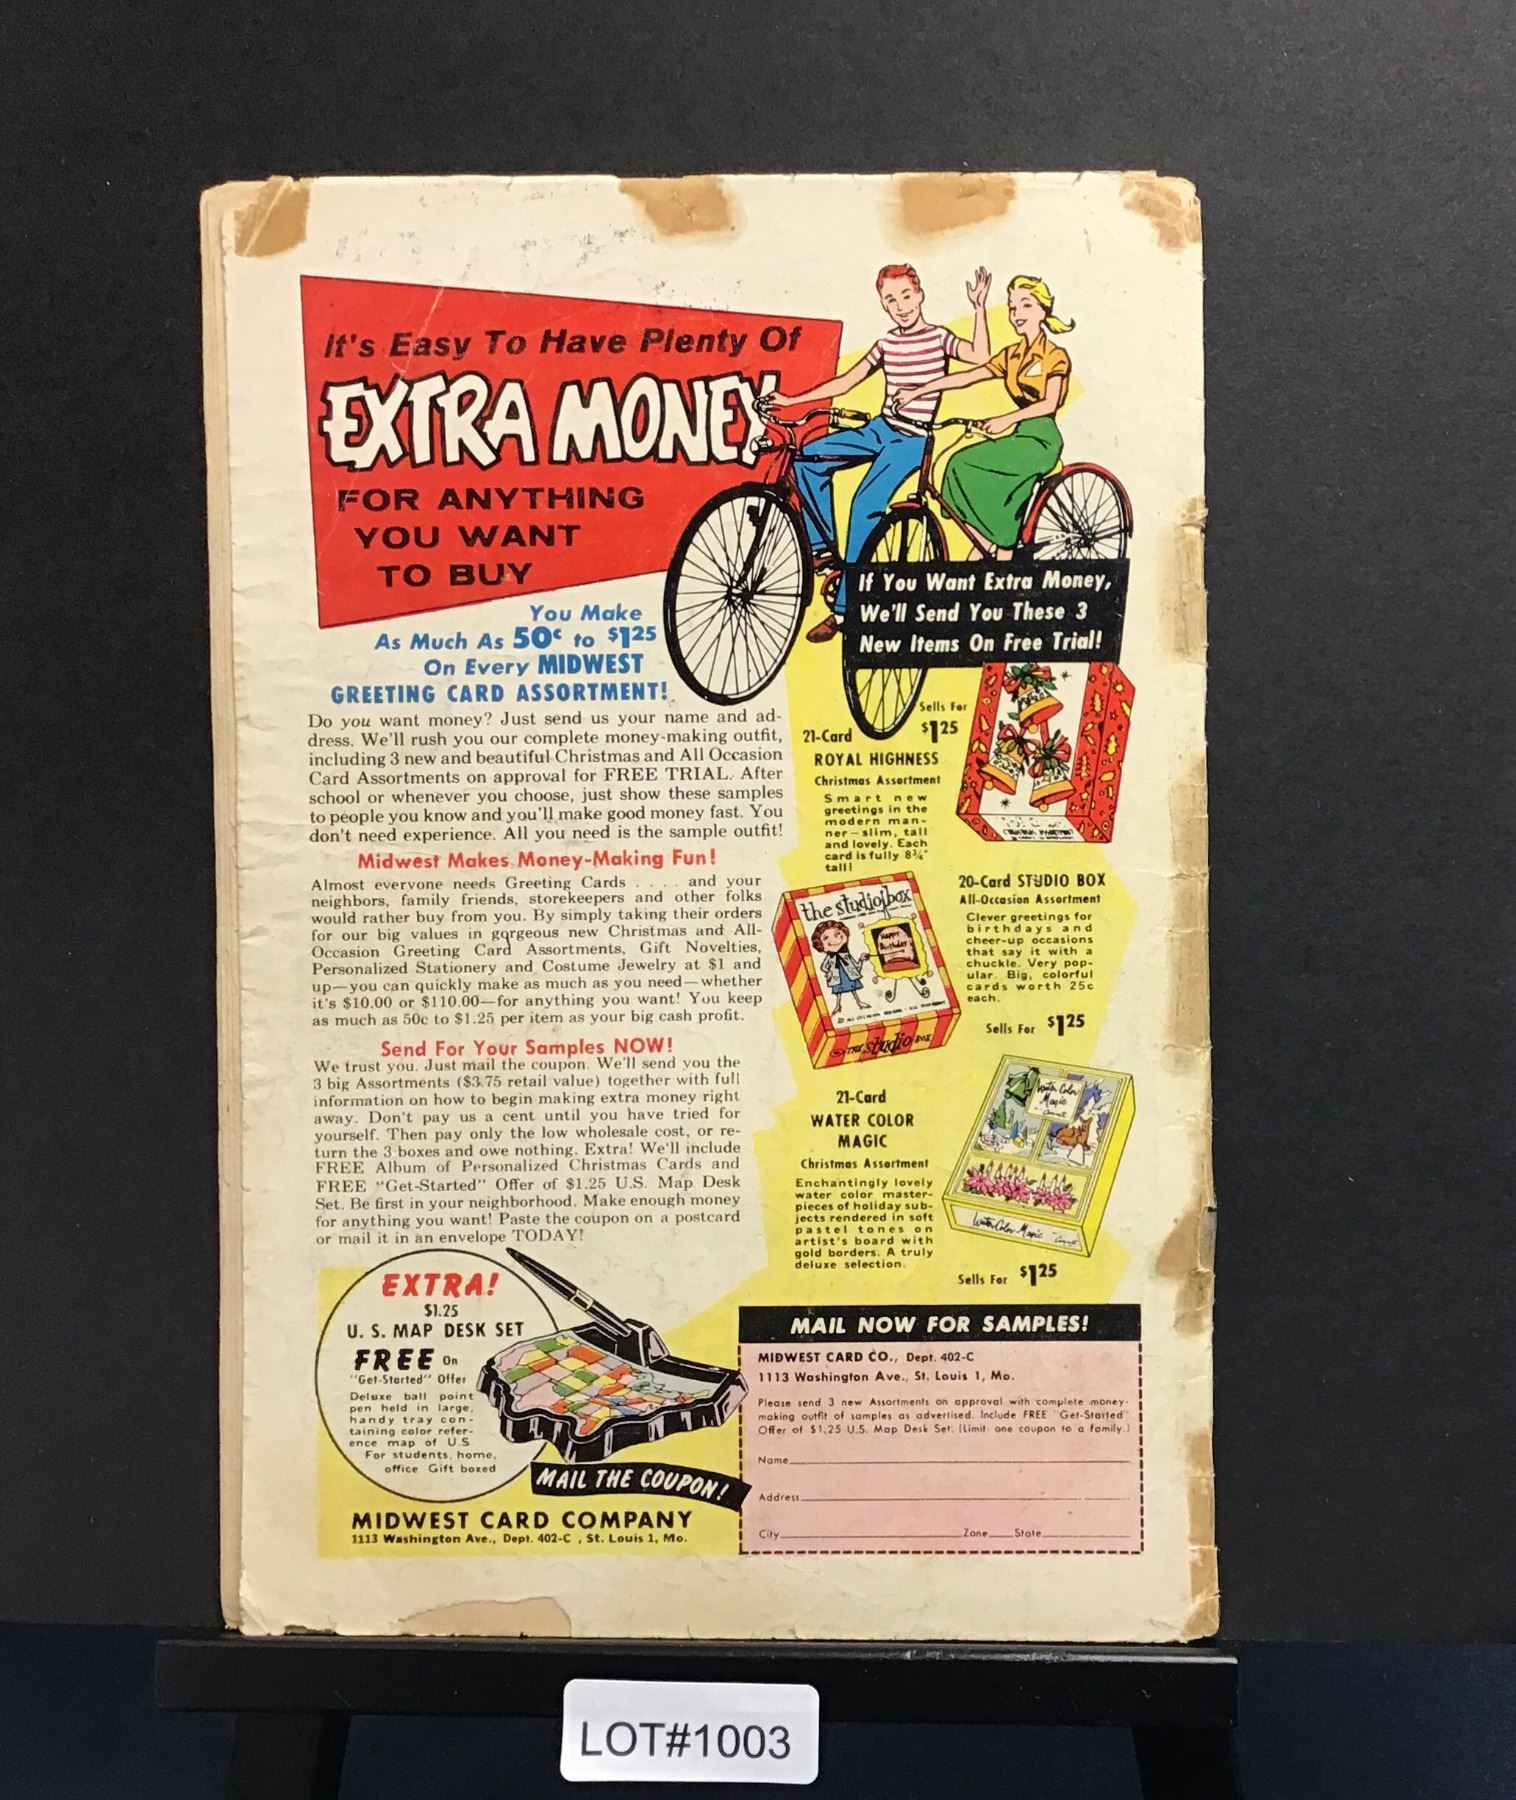 It's Easy To Have Plenty Of
EXTRA MONEY
FOR ANYTHING
YOU WANT
TO BUY
You Make
As Much As 50¢ to $1.25
On Every MIDWEST
GREETING CARD ASSORTMENT!
Do you want money? Just send us your name and ad-
dress. We'll rush you our complete money-making outfit,
including 3 new and beautiful Christmas and All Occasion
Card Assortments on approval for FREE TRIAL. After
school or whenever you choose, just show these samples
to people you know and you'll make good money fast. You
don't need experience. All you need is the sample outfit!
Midwest Makes Money-Making Fun!
Almost everyone needs Greeting Cards . . . . and your
neighbors, family friends, storekeepers and other folks
would rather buy from you. By simply taking their orders
for our big values in gorgeous new Christmas and All-
Occasion Greeting Card Assortments, Gift Novelties,
Personalized Stationery and Costume Jewelry at $1 and
up—you can quickly make as much as you need—whether
it's $10.00 or $110.00—for anything you want! You keep
as much as 50c to $1.25 per item as your big cash profit.
Send For Your Samples NOW!
We trust you. Just mail the coupon. We'll send you the
3 big Assortments ($3.75 retail value) together with full
information on how to begin making extra money right
away. Don't pay us a cent until you have tried for
yourself. Then pay only the low wholesale cost, or re-
turn the 3 boxes and owe nothing. Extra! We'll include
FREE Album of Personalized Christmas Cards and
FREE "Get-Started" Offer of $1.25 U.S. Map Desk
Set. Be first in your neighborhood. Make enough money
for anything you want! Paste the coupon on a postcard
or mail it in an envelope TODAY!
If You Want Extra Money,
We'll Send You These 3
New Items On Free Trial!
Sells For
$1.25
21-Card
ROYAL HIGHNESS
Christmas Assortment
Smart new
greetings in the
modern man-
ner—slim, tall
and lovely. Each
card is fully 8¾"
tall!
the studio box
Happy
Birthday
THE studio BOX
20-Card STUDIO BOX
All-Occasion Assortment
Clever greetings for
birthdays and
cheer-up occasions
that say it with a
chuckle. Very pop-
ular. Big, colorful
cards worth 25c
each.
Sells For $1.25
21-Card
WATER COLOR
MAGIC
Christmas Assortment
Enchantingly lovely
water color master-
pieces of holiday sub-
jects rendered in soft
pastel tones on
artist's board with
gold borders. A truly
deluxe selection.
Water Color
Magic
Water Color Magic
Sells For $1.25
EXTRA!
$1.25
U. S. MAP DESK SET
FREE On
"Get-Started" Offer
Deluxe ball point
pen held in large,
handy tray con-
taining color refer-
ence map of U.S
For students, home,
office Gift boxed
MAIL THE COUPON!
MIDWEST CARD COMPANY
1113 Washington Ave., Dept. 402-C , St. Louis 1, Mo.
MAIL NOW FOR SAMPLES!
MIDWEST CARD CO., Dept. 402-C
1113 Washington Ave., St. Louis 1, Mo.
Please send 3 new Assortments on approval with complete money-
making outfit of samples as advertised. Include FREE "Get-Started"
Offer of $1.25 U.S. Map Desk Set. (Limit: one coupon to a family.)
Name
Address
City Zone State
LOT#1003